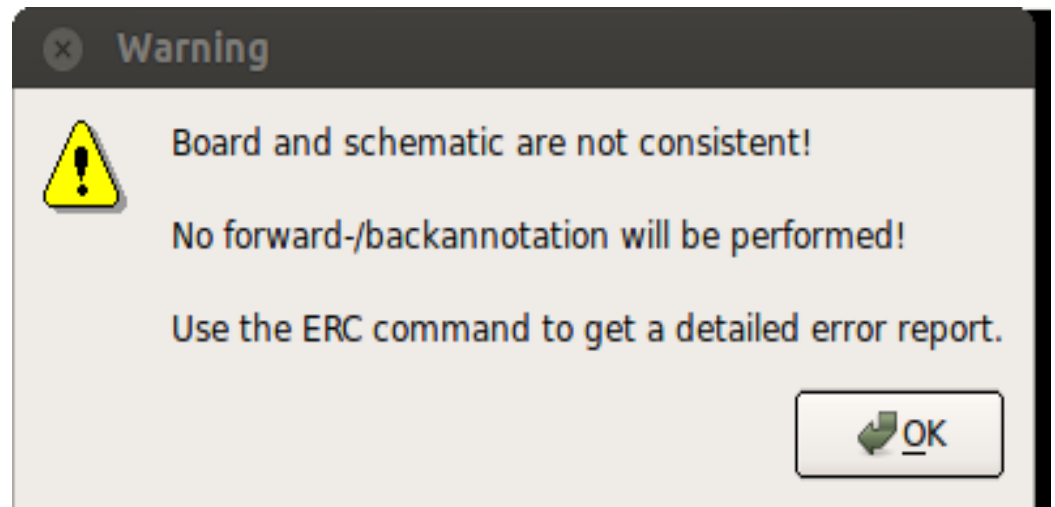 Warning
Board and schematic are not consistent!
No forward-/backannotation will be performed!
Use the ERC command to get a detailed error report.
OK